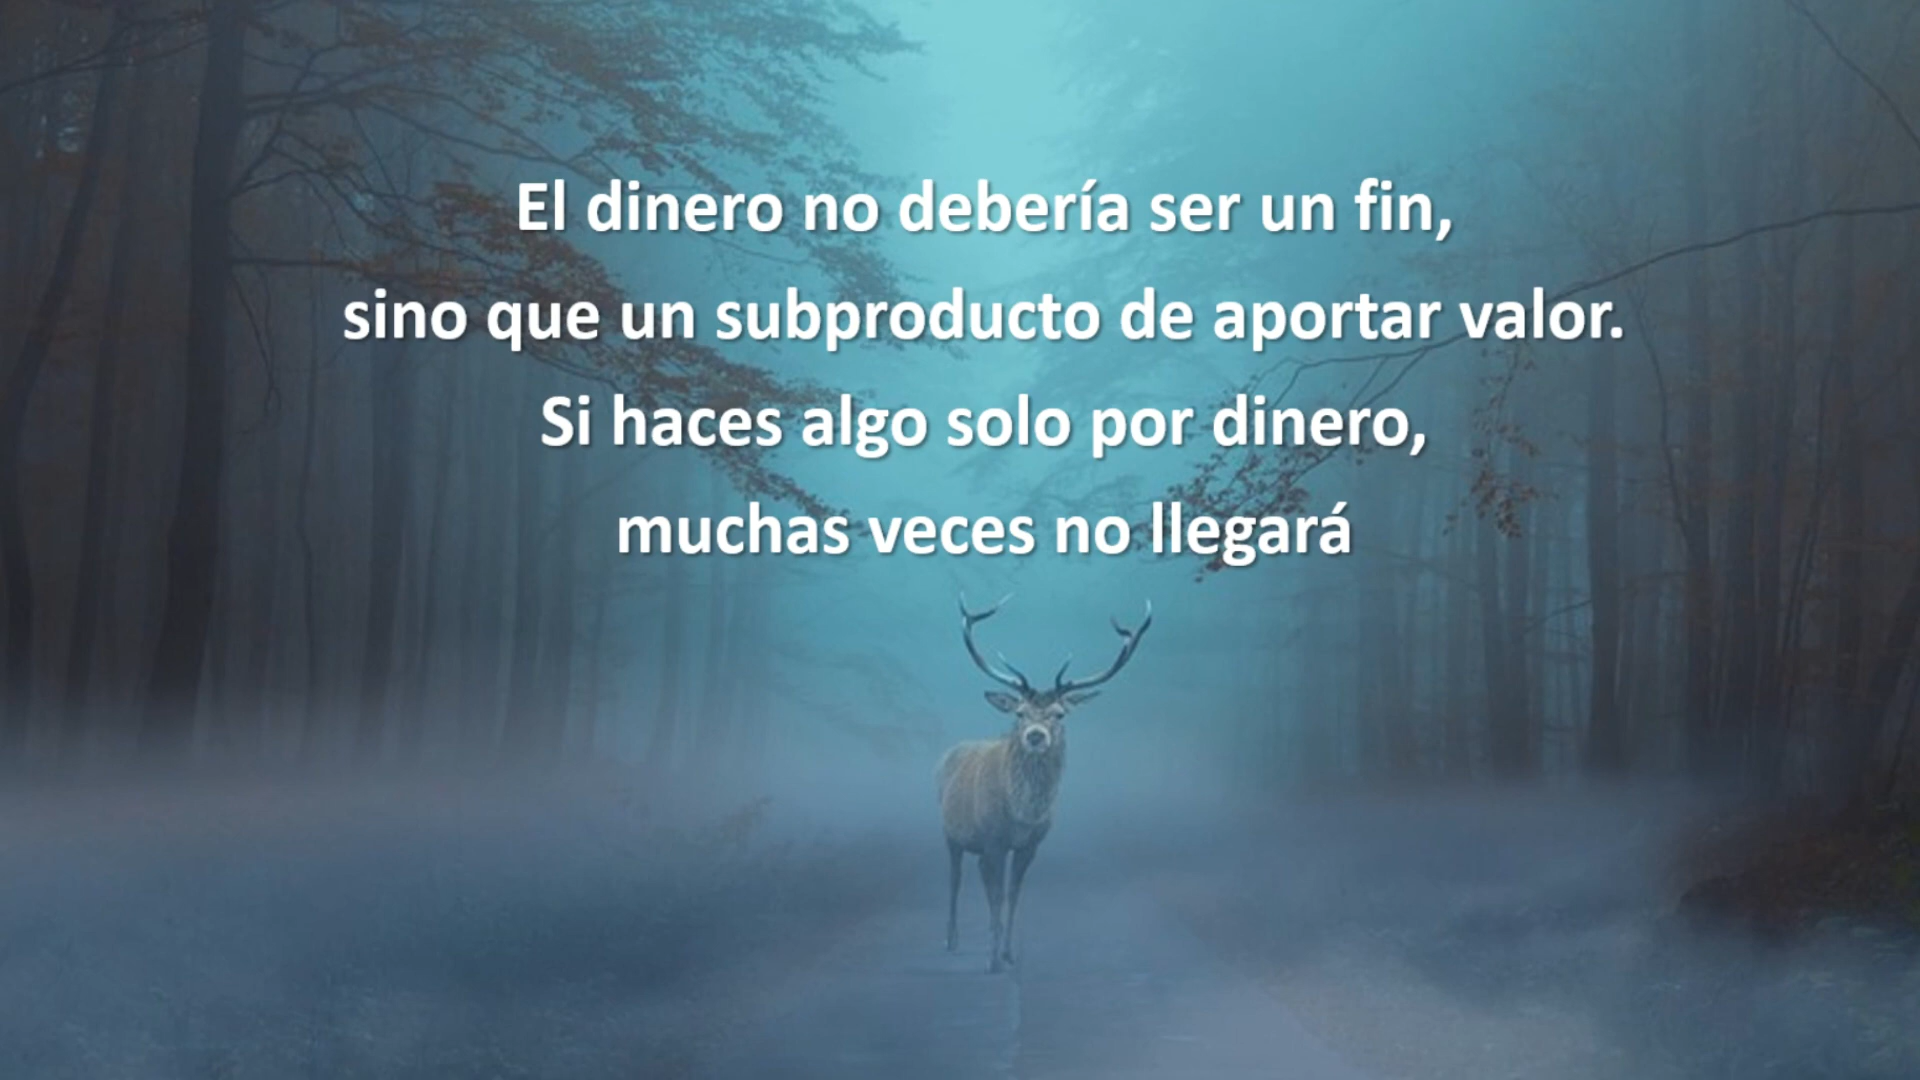 El dinero no debería ser un fin,
sino que un subproducto de aportar valor.
Si haces algo solo por dinero,
muchas veces no llegará